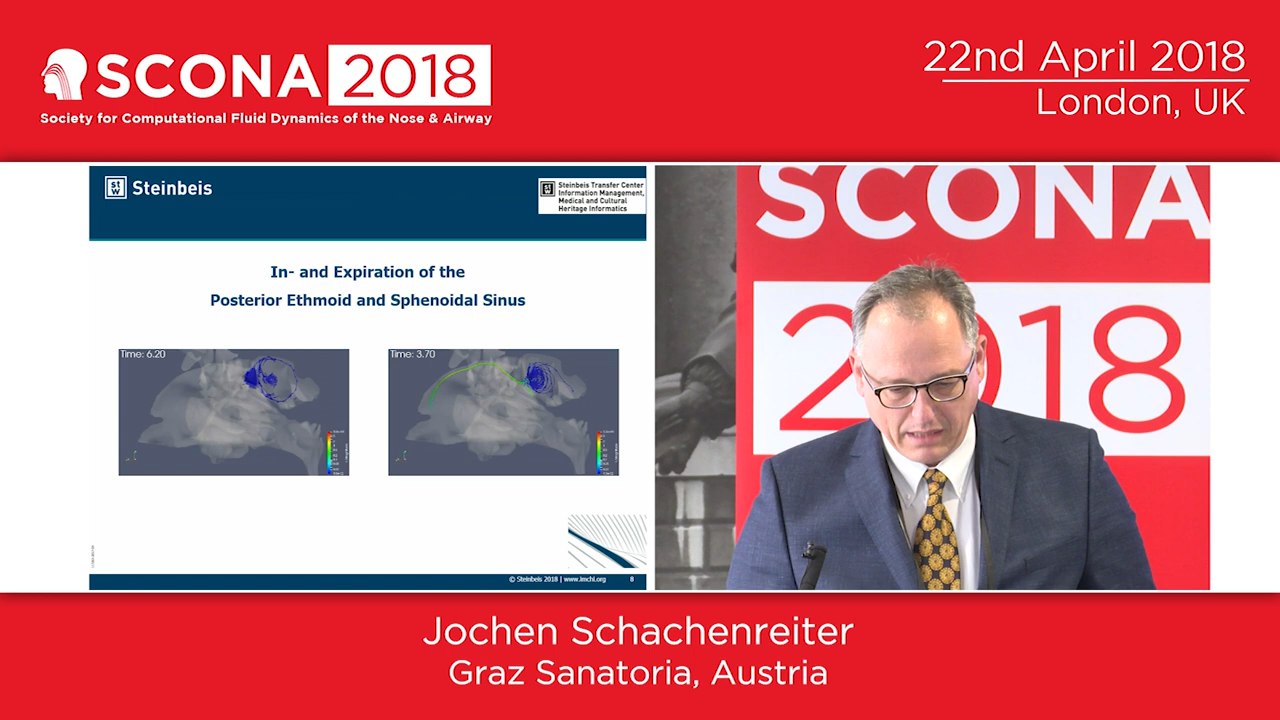 SCONA 2018
Society for Computational Fluid Dynamics of the Nose & Airway
22nd April 2018
London, UK
st
w
Steinbeis
Steinbeis Transfer Center
Information Management,
Medical and Cultural
Heritage Informatics
In- and Expiration of the
Posterior Ethmoid and Sphenoidal Sinus
Time: 6.20
Time: 3.70
© Steinbeis 2018 | www.imchi.org
8
SCONA
2018
Jochen Schachenreiter
Graz Sanatoria, Austria